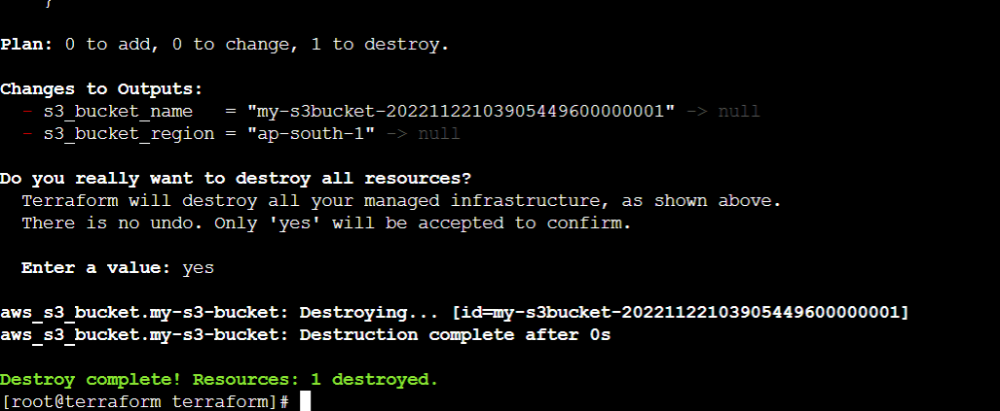 }
Plan: 0 to add, 0 to change, 1 to destroy.
Changes to Outputs:
- s3_bucket_name   = "my-s3bucket-20221122103905449600000001" -> null
- s3_bucket_region = "ap-south-1" -> null
Do you really want to destroy all resources?
Terraform will destroy all your managed infrastructure, as shown above.
There is no undo. Only 'yes' will be accepted to confirm.
Enter a value: yes
aws_s3_bucket.my-s3-bucket: Destroying... [id=my-s3bucket-20221122103905449600000001]
aws_s3_bucket.my-s3-bucket: Destruction complete after 0s
Destroy complete! Resources: 1 destroyed.
[root@terraform terraform]#